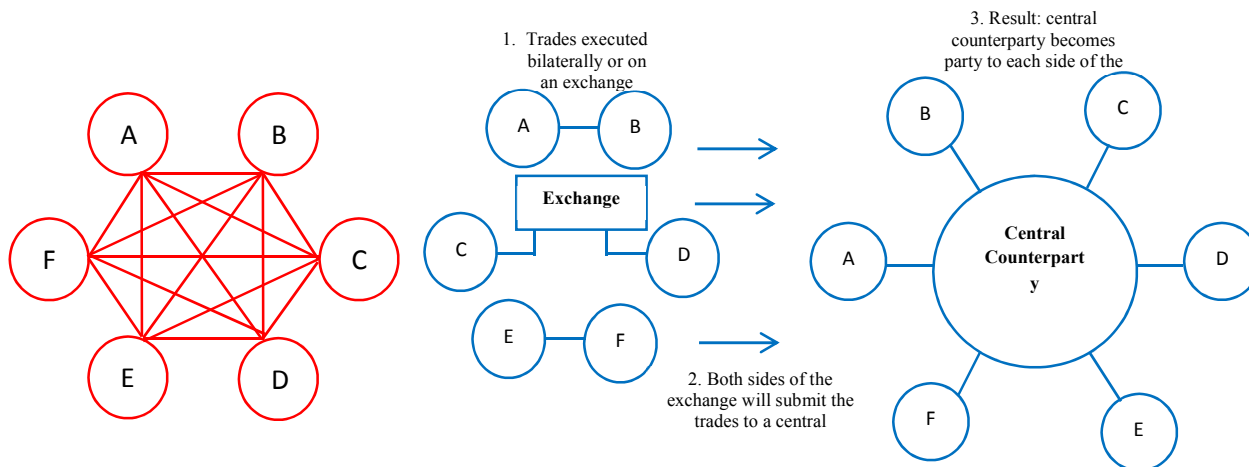 A
B
F
C
E
D
1. Trades executed
bilaterally or on
an exchange
A
B
Exchange
C
D
E
F
2. Both sides of the
exchange will submit the
trades to a central
3. Result: central
counterparty becomes
party to each side of the
B
C
A
Central
Counterpart
y
D
F
E